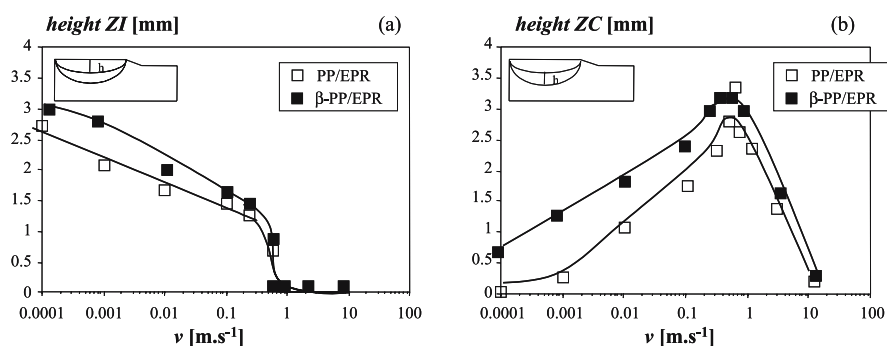 height ZI [mm]
(a)
4
3.5
3
2.5
2
1.5
1
0.5
0
h
PP/EPR
β-PP/EPR
0.0001
0.001
0.01
0.1
1
10
100
v [m.s⁻¹]
height ZC [mm]
(b)
4
3.5
3
2.5
2
1.5
1
0.5
0
h
PP/EPR
β-PP/EPR
0.0001
0.001
0.01
0.1
1
10
100
v [m.s⁻¹]